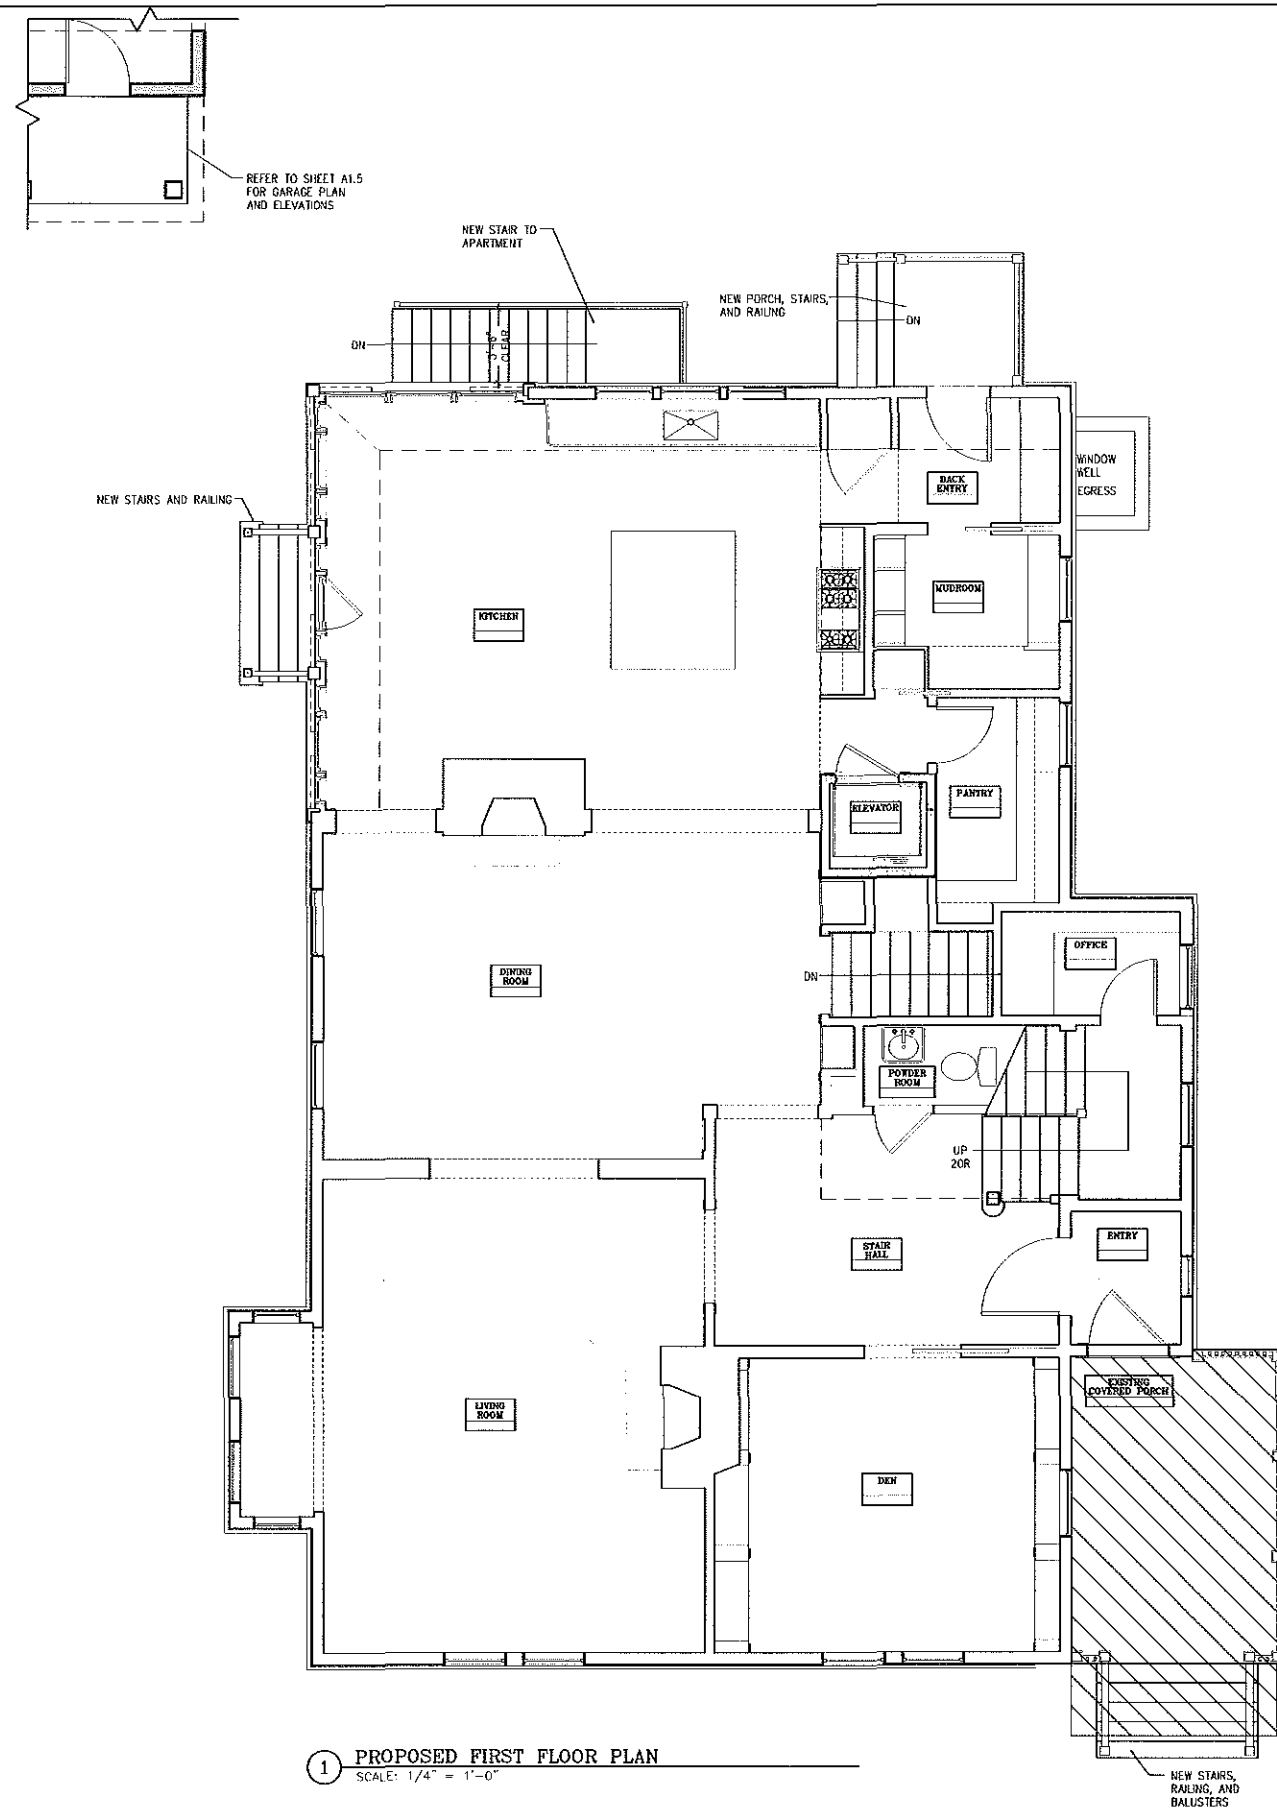 REFER TO SHEET A1.5
FOR GARAGE PLAN
AND ELEVATIONS
NEW STAIR TO
APARTMENT
NEW PORCH, STAIRS,
AND RAILING
DN
DN
3'-6"
CLEAR
WINDOW
WELL
EGRESS
BACK
ENTRY
NEW STAIRS AND RAILING
KITCHEN
MUDROOM
ELEVATOR
PANTRY
OFFICE
DINING
ROOM
DN
POWDER
ROOM
UP
20R
STAIR
HALL
ENTRY
EXISTING
COVERED PORCH
LIVING
ROOM
DEN
1
PROPOSED FIRST FLOOR PLAN
SCALE: 1/4" = 1'-0"
NEW STAIRS,
RAILING, AND
BALUSTERS